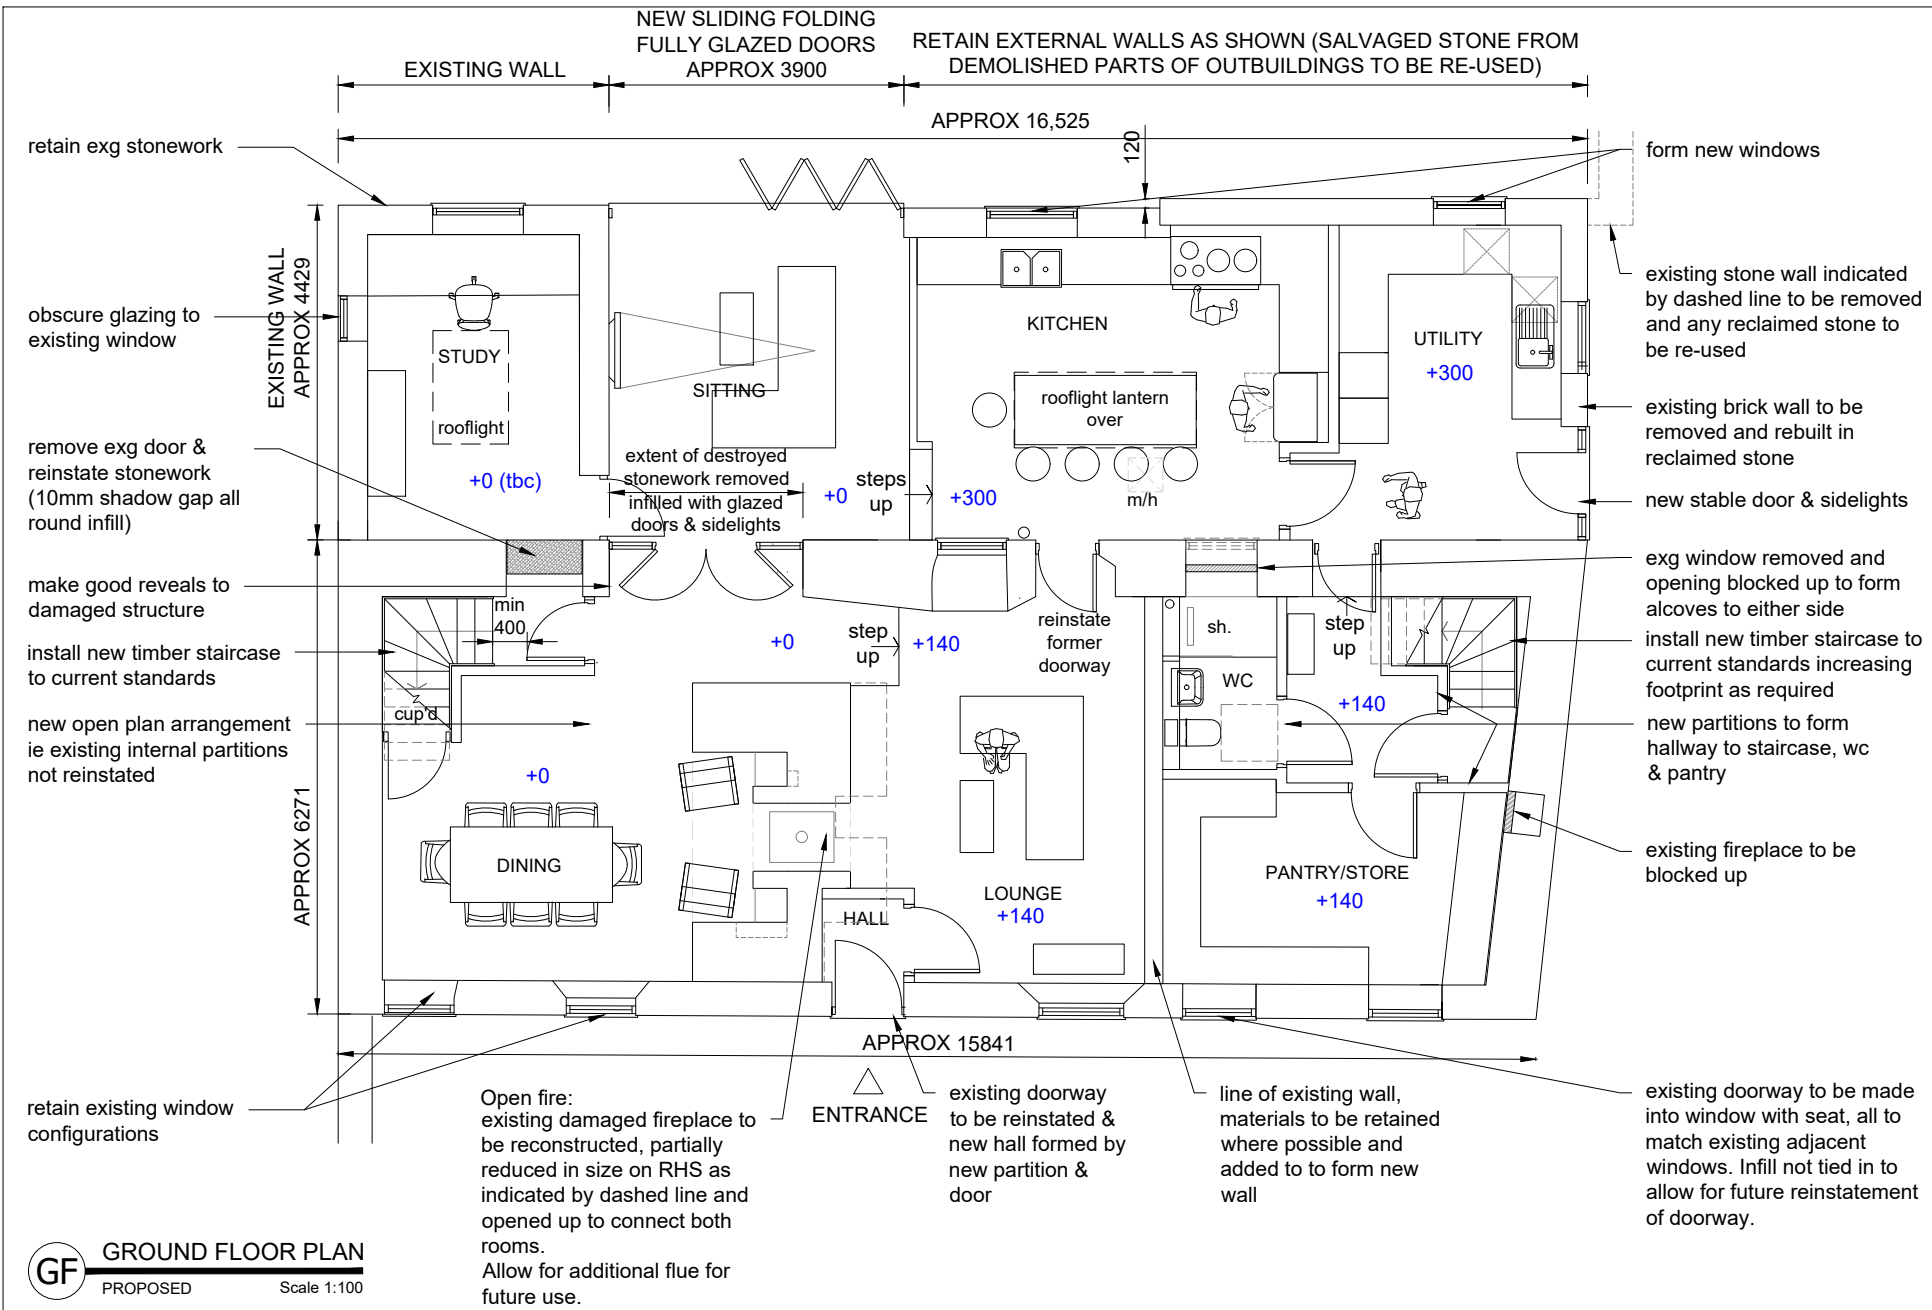 NEW SLIDING FOLDING
FULLY GLAZED DOORS
APPROX 3900
EXISTING WALL
RETAIN EXTERNAL WALLS AS SHOWN (SALVAGED STONE FROM
DEMOLISHED PARTS OF OUTBUILDINGS TO BE RE-USED)
APPROX 16,525
120
retain exg stonework
obscure glazing to
existing window
remove exg door &
reinstate stonework
(10mm shadow gap all
round infill)
make good reveals to
damaged structure
install new timber staircase
to current standards
new open plan arrangement
ie existing internal partitions
not reinstated
retain existing window
configurations
EXISTING WALL
APPROX 4429
APPROX 6271
STUDY
rooflight
+0 (tbc)
SITTING
extent of destroyed
stonework removed
infilled with glazed
doors & sidelights
+0
steps
up
+300
KITCHEN
rooflight lantern
over
m/h
UTILITY
+300
min
400
cup'd
+0
step
up
+140
reinstate
former
doorway
sh.
WC
step
up
+140
+0
DINING
HALL
LOUNGE
+140
PANTRY/STORE
+140
APPROX 15841
ENTRANCE
form new windows
existing stone wall indicated
by dashed line to be removed
and any reclaimed stone to
be re-used
existing brick wall to be
removed and rebuilt in
reclaimed stone
new stable door & sidelights
exg window removed and
opening blocked up to form
alcoves to either side
install new timber staircase to
current standards increasing
footprint as required
new partitions to form
hallway to staircase, wc
& pantry
existing fireplace to be
blocked up
Open fire:
existing damaged fireplace to
be reconstructed, partially
reduced in size on RHS as
indicated by dashed line and
opened up to connect both
rooms.
Allow for additional flue for
future use.
existing doorway
to be reinstated &
new hall formed by
new partition &
door
line of existing wall,
materials to be retained
where possible and
added to to form new
wall
existing doorway to be made
into window with seat, all to
match existing adjacent
windows. Infill not tied in to
allow for future reinstatement
of doorway.
GF
GROUND FLOOR PLAN
PROPOSED
Scale 1:100